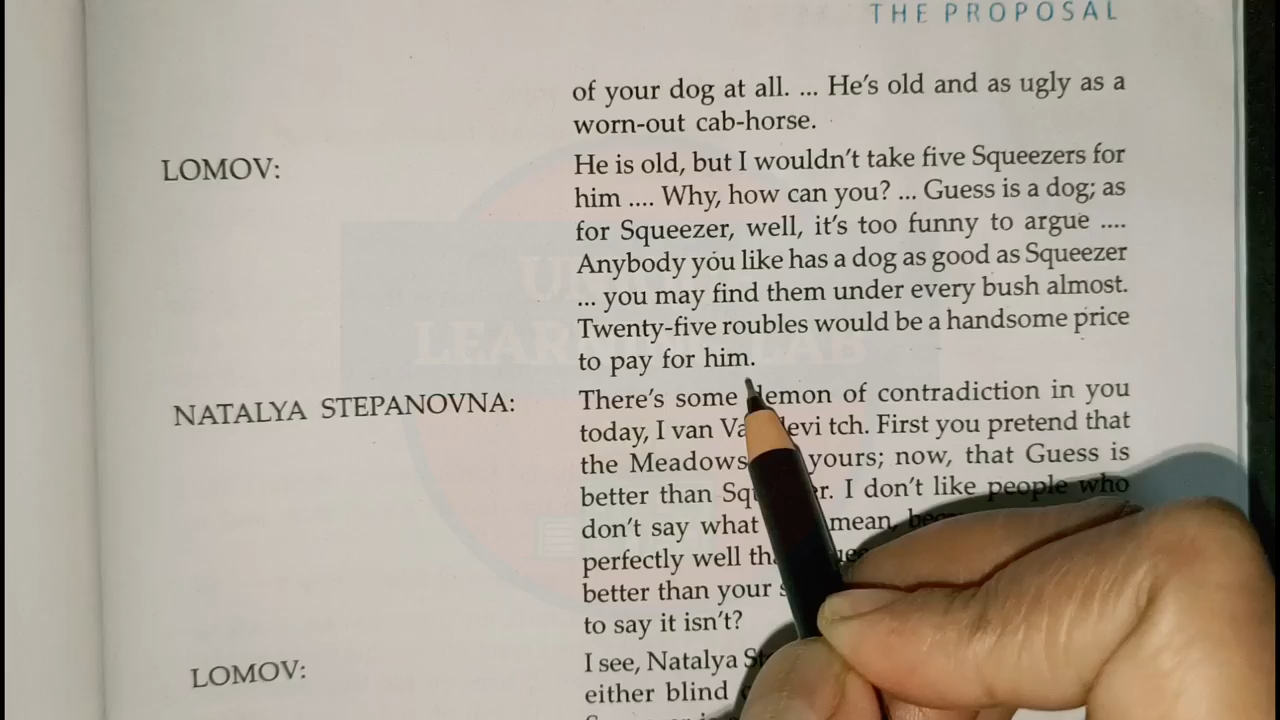 THE PROPOSAL
of your dog at all. ... He's old and as ugly as a
worn-out cab-horse.
LOMOV: He is old, but I wouldn't take five Squeezers for
him .... Why, how can you? ... Guess is a dog; as
for Squeezer, well, it's too funny to argue ....
Anybody you like has a dog as good as Squeezer
... you may find them under every bush almost.
Twenty-five roubles would be a handsome price
to pay for him.
NATALYA STEPANOVNA: There's some demon of contradiction in you
today, I van Va levi tch. First you pretend that
the Meadows yours; now, that Guess is
better than Sq r. I don't like people who
don't say what mean,
perfectly well
better than your
to say it isn't?
LOMOV: I see, Natalya
either blind
LEARNING LAB